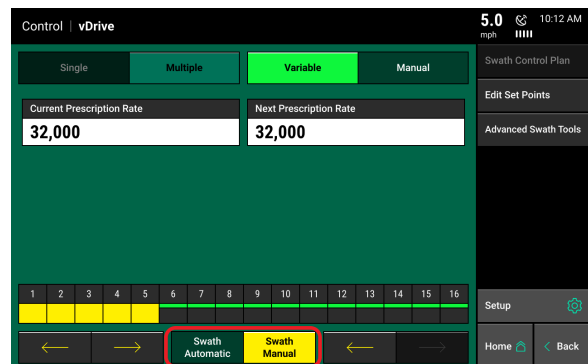 Control | vDrive
5.0
mph
10:12 AM
Single
Multiple
Variable
Manual
Swath Control Plan
Edit Set Points
Advanced Swath Tools
Current Prescription Rate
32,000
Next Prescription Rate
32,000
1 2 3 4 5 6 7 8 9 10 11 12 13 14 15 16
Setup
Swath
Automatic
Swath
Manual
Home
< Back